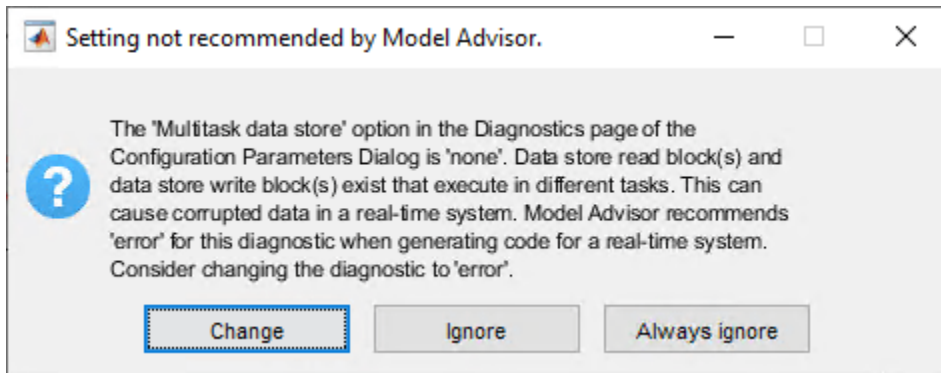 Setting not recommended by Model Advisor.
The 'Multitask data store' option in the Diagnostics page of the
Configuration Parameters Dialog is 'none'. Data store read block(s) and
data store write block(s) exist that execute in different tasks. This can
cause corrupted data in a real-time system. Model Advisor recommends
'error' for this diagnostic when generating code for a real-time system.
Consider changing the diagnostic to 'error'.
Change Ignore Always ignore